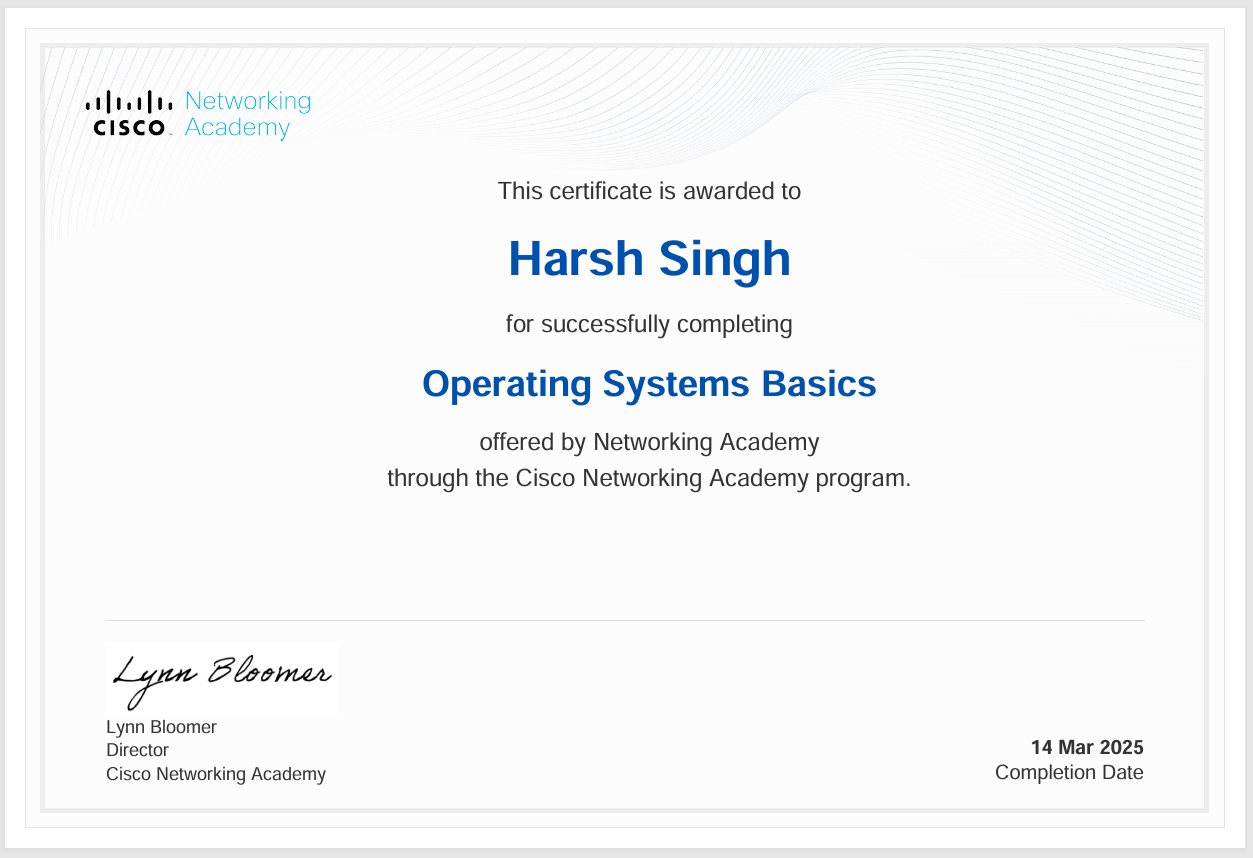 Networking
Academy
CISCO
This certificate is awarded to
Harsh Singh
for successfully completing
Operating Systems Basics
offered by Networking Academy
through the Cisco Networking Academy program.
Lynn Bloomer
Lynn Bloomer
Director
Cisco Networking Academy
14 Mar 2025
Completion Date